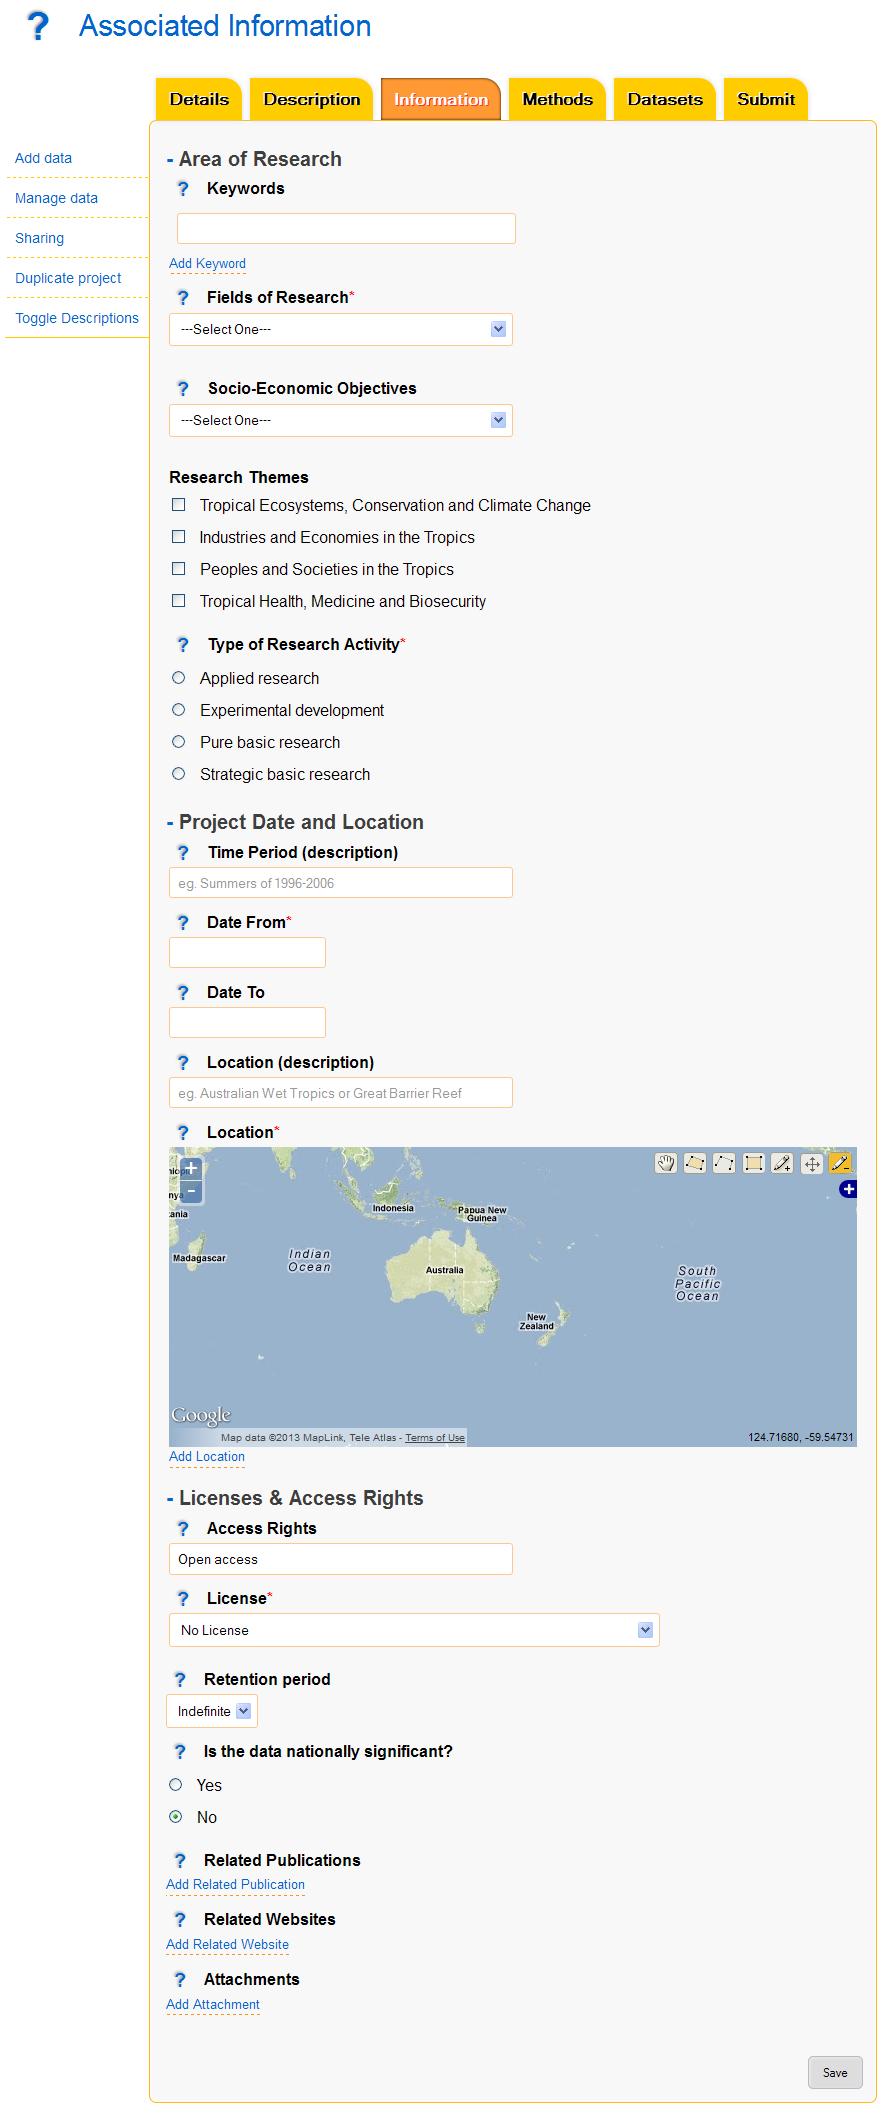 ? Associated Information
Details Description Information Methods Datasets Submit
Add data
Manage data
Sharing
Duplicate project
Toggle Descriptions
- Area of Research
? Keywords
Add Keyword
? Fields of Research*
---Select One---
? Socio-Economic Objectives
---Select One---
Research Themes
Tropical Ecosystems, Conservation and Climate Change
Industries and Economies in the Tropics
Peoples and Societies in the Tropics
Tropical Health, Medicine and Biosecurity
? Type of Research Activity*
Applied research
Experimental development
Pure basic research
Strategic basic research
- Project Date and Location
? Time Period (description)
eg. Summers of 1996-2006
? Date From*
? Date To
? Location (description)
eg. Australian Wet Tropics or Great Barrier Reef
? Location*
Indonesia
Papua New
Guinea
Madagascar
Indian
Ocean
Australia
South
Pacific
Ocean
New
Zealand
Google
Map data ©2013 MapLink, Tele Atlas - Terms of Use
124.71680, -59.54731
Add Location
- Licenses & Access Rights
? Access Rights
Open access
? License*
No License
? Retention period
Indefinite
? Is the data nationally significant?
Yes
No
? Related Publications
Add Related Publication
? Related Websites
Add Related Website
? Attachments
Add Attachment
Save